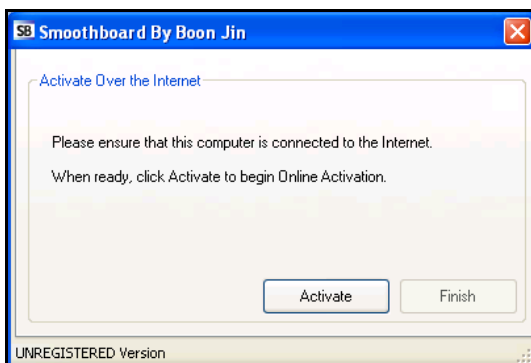 SB Smoothboard By Boon Jin
Activate Over the Internet
Please ensure that this computer is connected to the Internet.
When ready, click Activate to begin Online Activation.
Activate Finish
UNREGISTERED Version